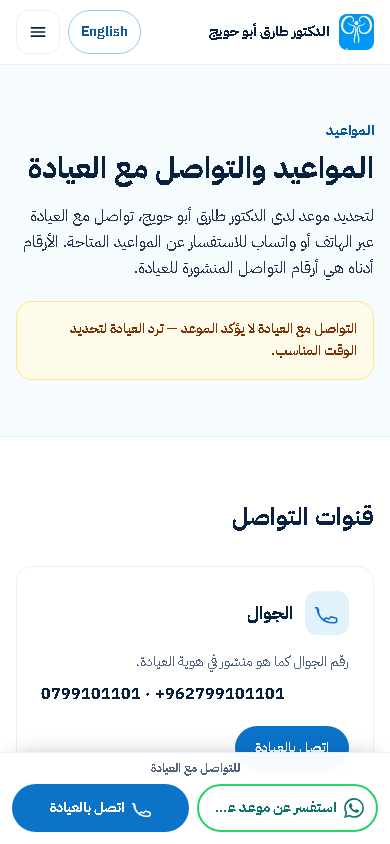 الدكتور طارق أبو حويج
English
المواعيد
المواعيد والتواصل مع العيادة
لتحديد موعد لدى الدكتور طارق أبو حويج، تواصل مع العيادة
عبر الهاتف أو واتساب للاستفسار عن المواعيد المتاحة. الأرقام
أدناه هي أرقام التواصل المنشورة للعيادة.
التواصل مع العيادة لا يؤكد الموعد — ترد العيادة لتحديد
الوقت المناسب.
قنوات التواصل
الجوال
رقم الجوال كما هو منشور في هوية العيادة.
0799101101 · +962799101101
اتصل بالعيادة
للتواصل مع العيادة
استفسر عن موعد عـ...
اتصل بالعيادة